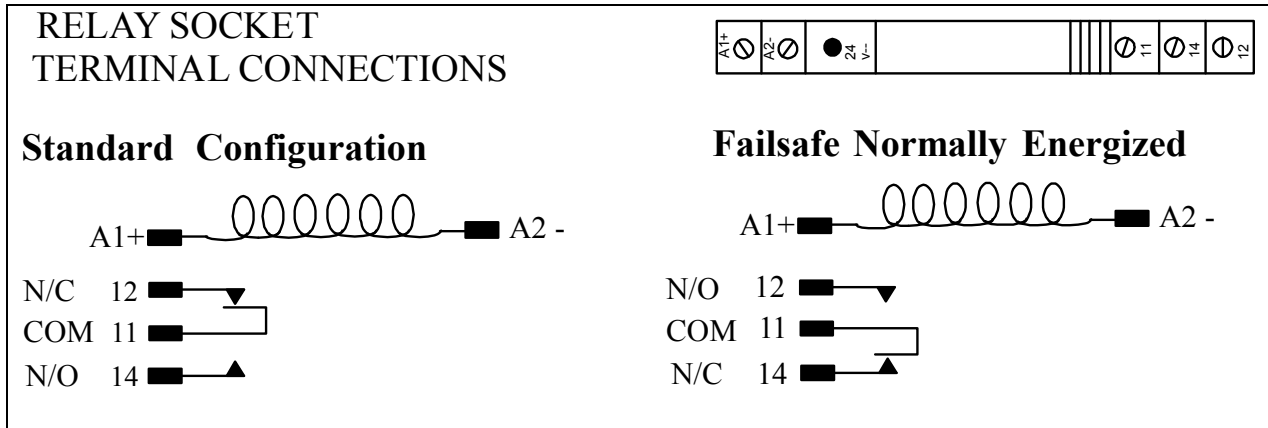 RELAY SOCKET
TERMINAL CONNECTIONS
A1+ A2- 24 V-- 11 14 12
Standard Configuration
A1+ A2 -
N/C 12
COM 11
N/O 14
Failsafe Normally Energized
A1+ A2 -
N/O 12
COM 11
N/C 14